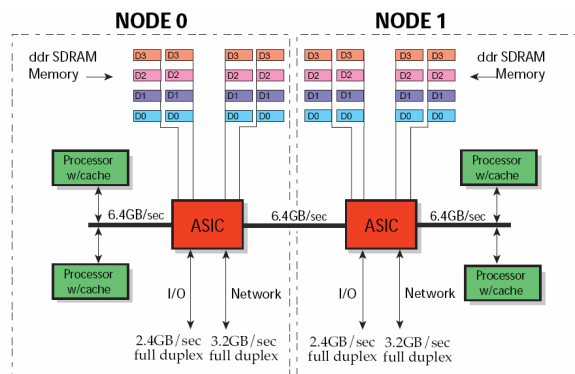 NODE 0 NODE 1
ddr SDRAM
Memory
D3 D3 D3 D3 D3 D3 D3 D3
D2 D2 D2 D2 D2 D2 D2 D2
D1 D1 D1 D1 D1 D1 D1 D1
D0 D0 D0 D0 D0 D0 D0 D0
ddr SDRAM
Memory
Processor
w/cache
Processor
w/cache
6.4GB/sec
ASIC
6.4GB/sec
ASIC
6.4GB/sec
Processor
w/cache
Processor
w/cache
I/O
Network
I/O
Network
2.4GB/sec
full duplex
3.2GB/sec
full duplex
2.4GB/sec
full duplex
3.2GB/sec
full duplex